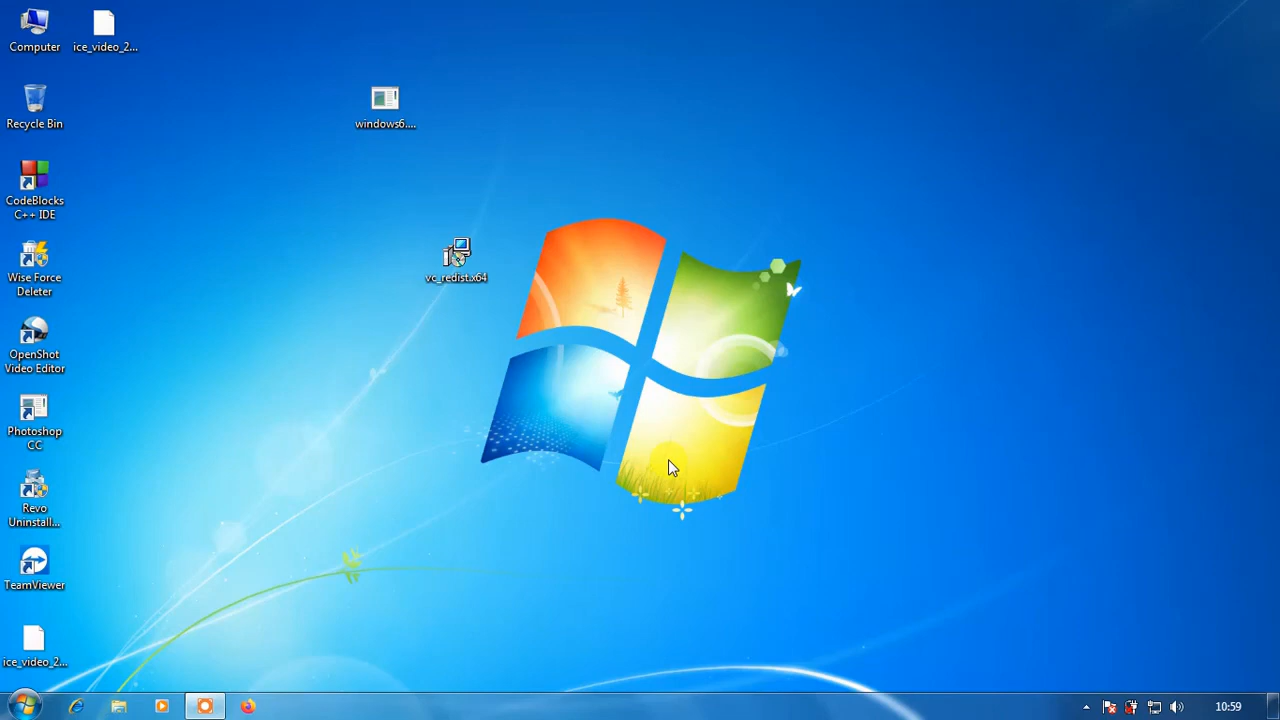 Computer
ice_video_2...
windows6....
Recycle Bin
CodeBlocks
C++ IDE
vc_redist.x64
Wise Force
Deleter
OpenShot
Video Editor
Photoshop
CC
Revo
Uninstall...
TeamViewer
ice_video_2...
10:59